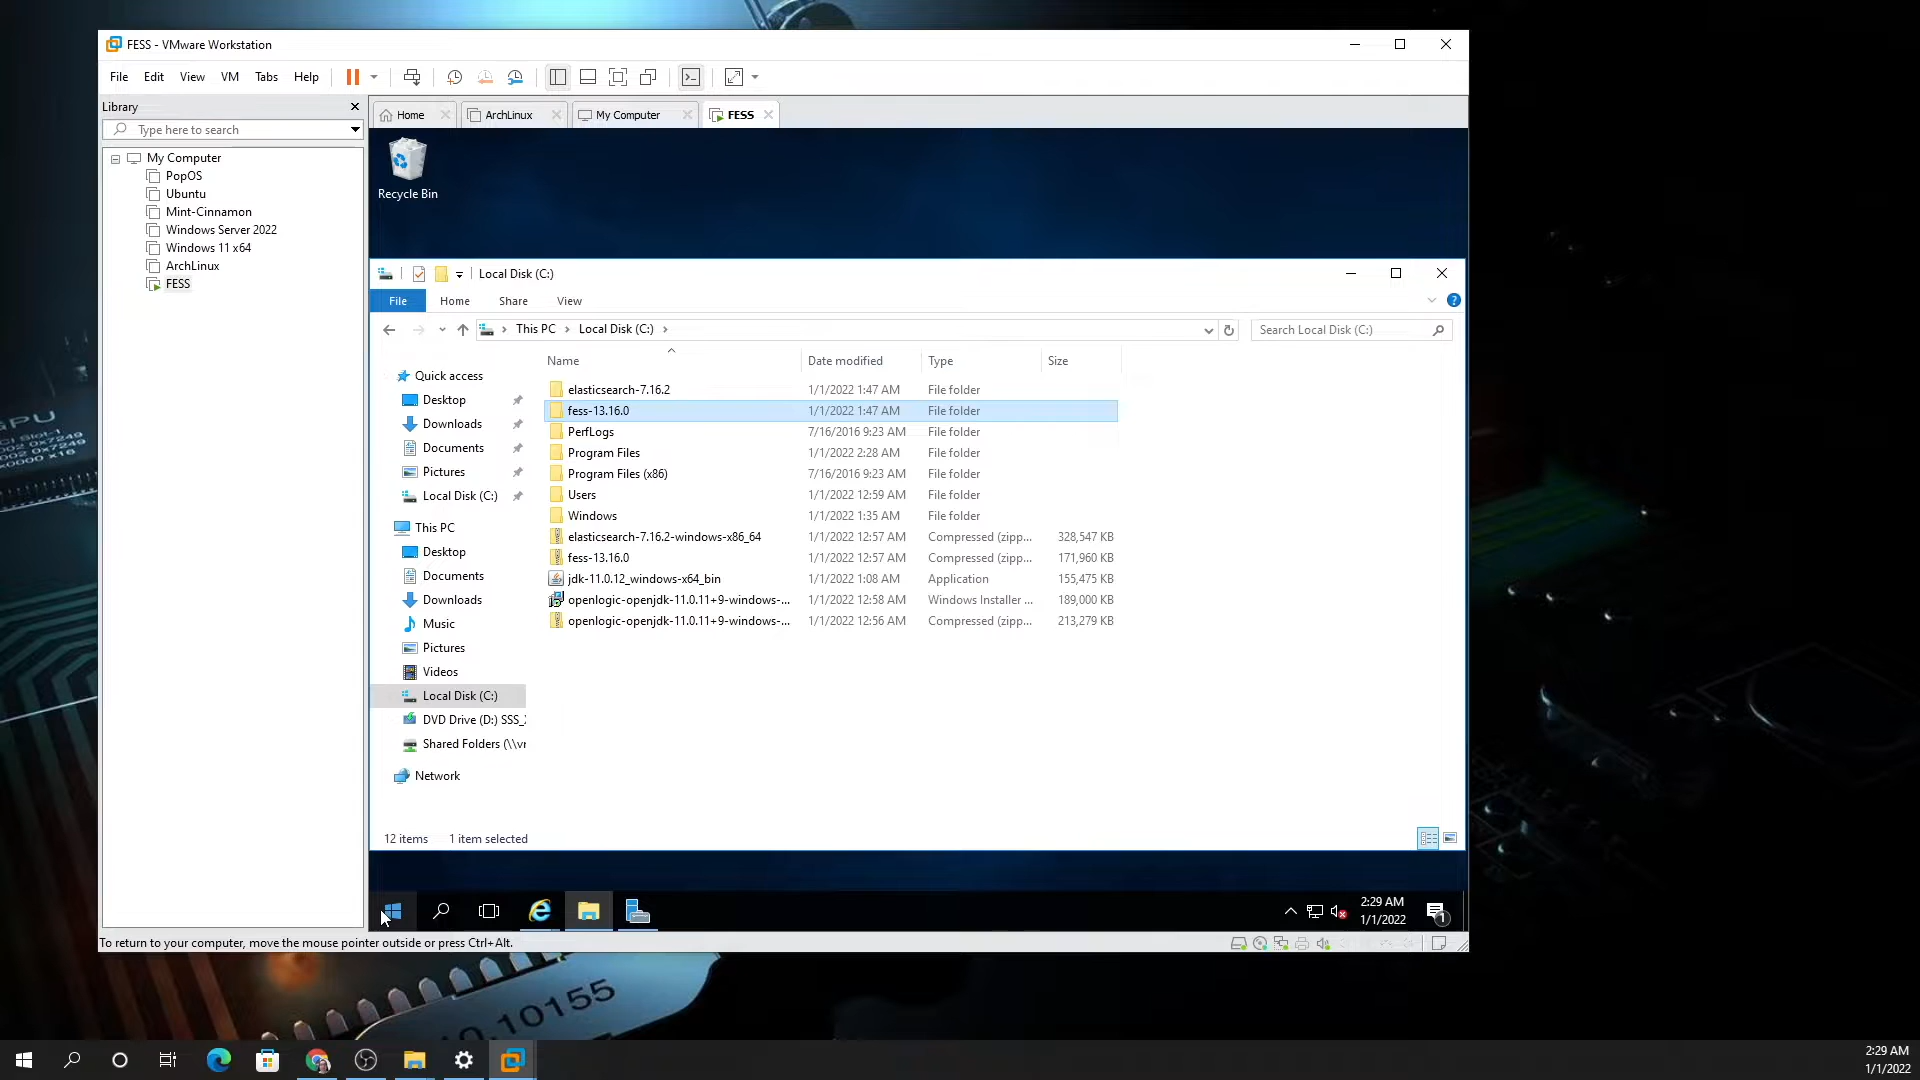 FESS - VMware Workstation
File Edit View VM Tabs Help
Library
Type here to search
Home ArchLinux My Computer FESS
My Computer
PopOS
Ubuntu
Mint-Cinnamon
Windows Server 2022
Windows 11 x64
ArchLinux
FESS
Recycle Bin
Local Disk (C:)
File Home Share View
This PC Local Disk (C:)
Search Local Disk (C:)
Quick access
Desktop
Downloads
Documents
Pictures
Local Disk (C:)
This PC
Desktop
Documents
Downloads
Music
Pictures
Videos
Local Disk (C:)
DVD Drive (D:)
Shared Folders
Network
Name Date modified Type Size
elasticsearch-7.16.2 1/1/2022 1:47 AM File folder
fess-13.16.0 1/1/2022 1:47 AM File folder
PerfLogs 7/16/2016 9:23 AM File folder
Program Files 1/1/2022 2:28 AM File folder
Program Files (x86) 7/16/2016 9:23 AM File folder
Users 1/1/2022 12:59 AM File folder
Windows 1/1/2022 1:35 AM File folder
elasticsearch-7.16.2-windows-x86_64 1/1/2022 12:57 AM Compressed (zipp... 328,547 KB
fess-13.16.0 1/1/2022 12:57 AM Compressed (zipp... 171,960 KB
jdk-11.0.12_windows-x64_bin 1/1/2022 1:08 AM Application 155,475 KB
openlogic-openjdk-11.0.11+9-windows-... 1/1/2022 12:58 AM Windows Installer ... 189,000 KB
openlogic-openjdk-11.0.11+9-windows-... 1/1/2022 12:56 AM Compressed (zipp... 213,279 KB
12 items 1 item selected
2:29 AM
1/1/2022
1
To return to your computer, move the mouse pointer outside or press Ctrl+Alt.
10155
2:29 AM
1/1/2022